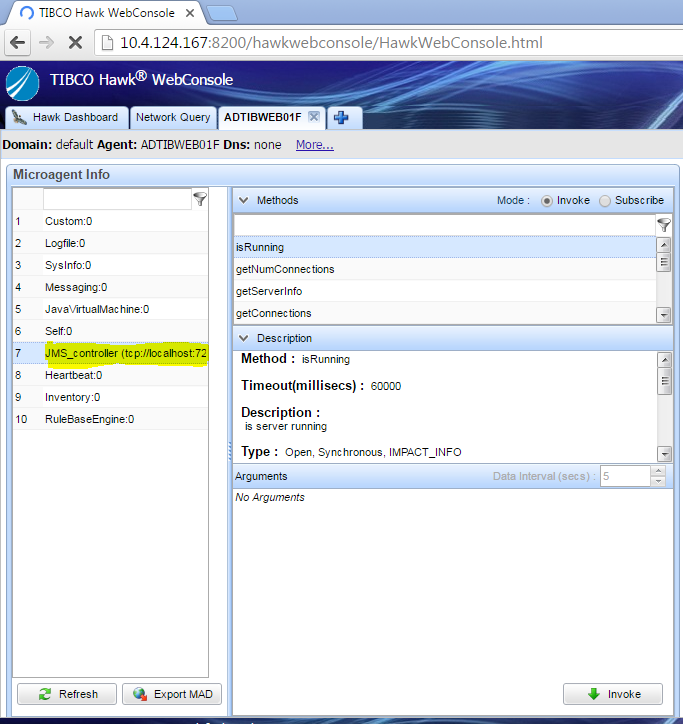 TIBCO Hawk® WebConsole
10.4.124.167:8200/hawkwebconsole/HawkWebConsole.html
TIBCO Hawk® WebConsole
Hawk Dashboard
Network Query
ADTIBWEB01F
Domain: default Agent: ADTIBWEB01F Dns: none More...
Microagent Info
1 Custom:0
2 Logfile:0
3 SysInfo:0
4 Messaging:0
5 JavaVirtualMachine:0
6 Self:0
7 JMS_controller (tcp://localhost:72
8 Heartbeat:0
9 Inventory:0
10 RuleBaseEngine:0
Refresh
Export MAD
Methods
Mode : Invoke Subscribe
isRunning
getNumConnections
getServerInfo
getConnections
Description
Method : isRunning
Timeout(millisecs) : 60000
Description :
is server running
Type : Open, Synchronous, IMPACT_INFO
Arguments
Data Interval (secs) : 5
No Arguments
Invoke